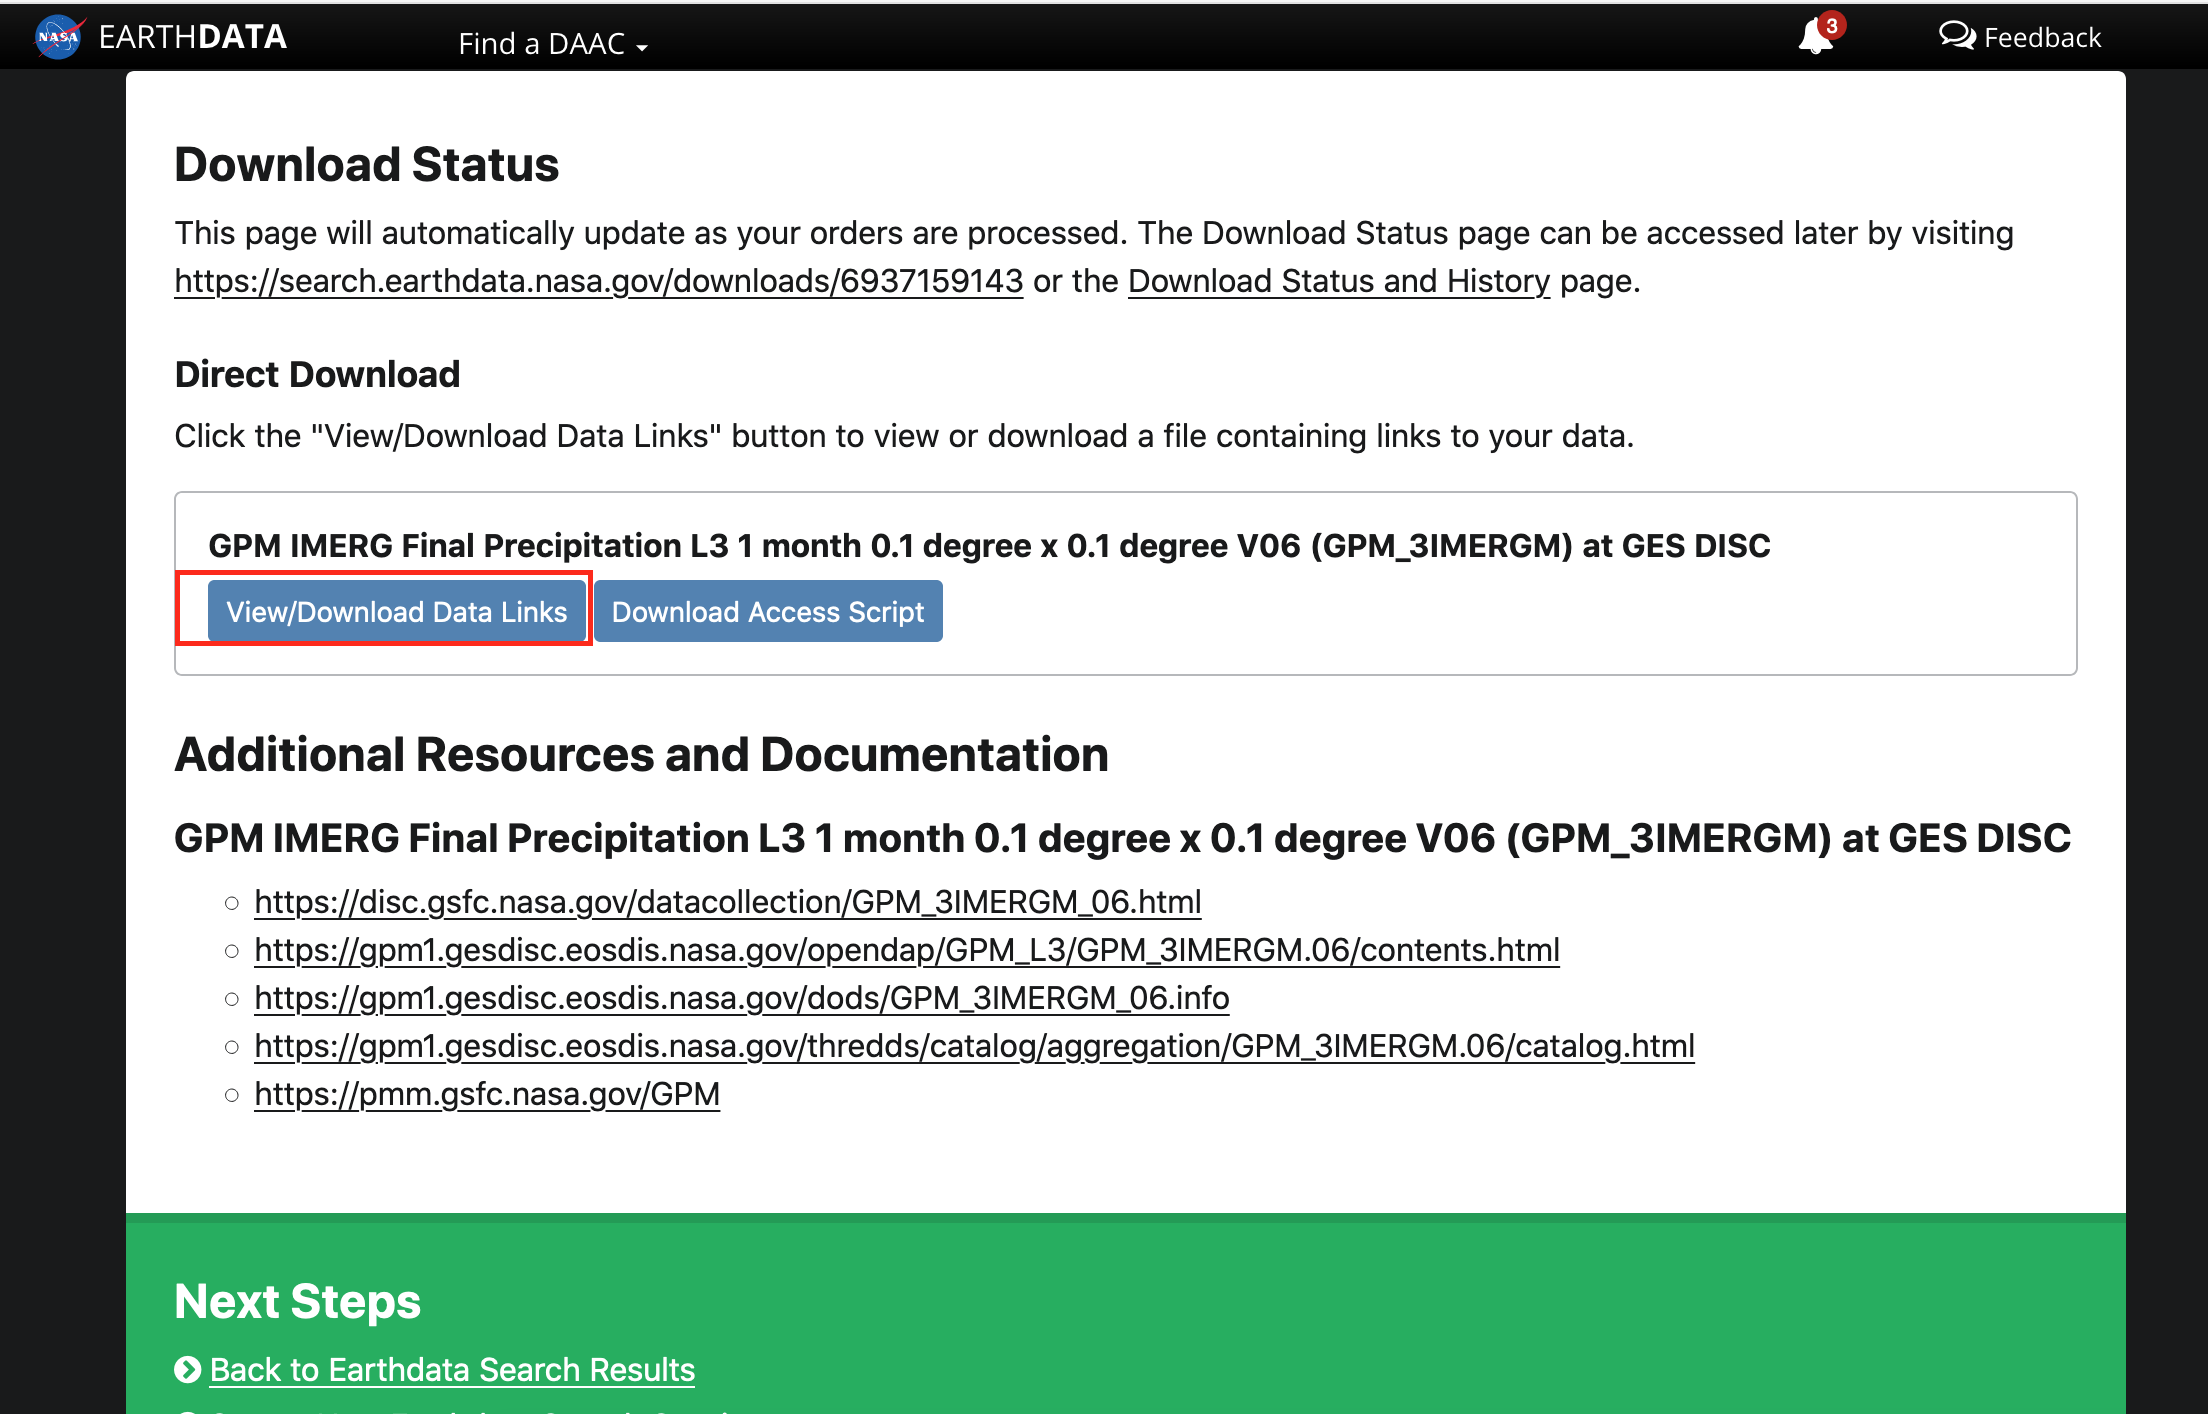 NASA EARTHDATA Find a DAAC 3 Feedback
Download Status
This page will automatically update as your orders are processed. The Download Status page can be accessed later by visiting
https://search.earthdata.nasa.gov/downloads/6937159143 or the Download Status and History page.
Direct Download
Click the "View/Download Data Links" button to view or download a file containing links to your data.
GPM IMERG Final Precipitation L3 1 month 0.1 degree x 0.1 degree V06 (GPM_3IMERGM) at GES DISC
View/Download Data Links Download Access Script
Additional Resources and Documentation
GPM IMERG Final Precipitation L3 1 month 0.1 degree x 0.1 degree V06 (GPM_3IMERGM) at GES DISC
https://disc.gsfc.nasa.gov/datacollection/GPM_3IMERGM_06.html
https://gpm1.gesdisc.eosdis.nasa.gov/opendap/GPM_L3/GPM_3IMERGM.06/contents.html
https://gpm1.gesdisc.eosdis.nasa.gov/dods/GPM_3IMERGM_06.info
https://gpm1.gesdisc.eosdis.nasa.gov/thredds/catalog/aggregation/GPM_3IMERGM.06/catalog.html
https://pmm.gsfc.nasa.gov/GPM
Next Steps
Back to Earthdata Search Results